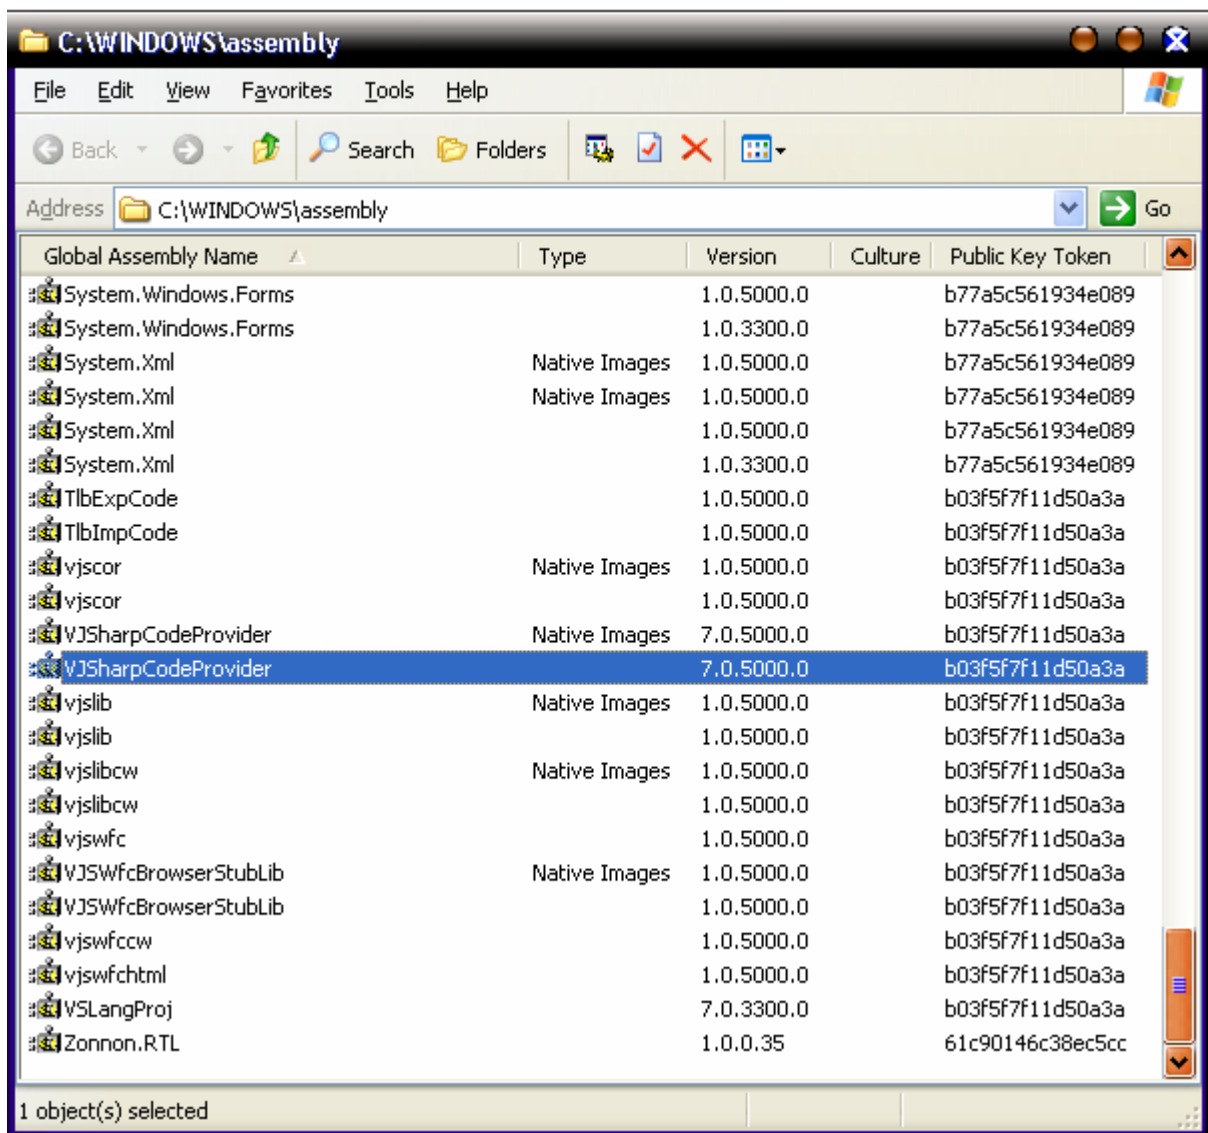 C:\WINDOWS\assembly
File Edit View Favorites Tools Help
Back Search Folders
Address C:\WINDOWS\assembly Go
Global Assembly Name Type Version Culture Public Key Token
System.Windows.Forms 1.0.5000.0 b77a5c561934e089
System.Windows.Forms 1.0.3300.0 b77a5c561934e089
System.Xml Native Images 1.0.5000.0 b77a5c561934e089
System.Xml Native Images 1.0.5000.0 b77a5c561934e089
System.Xml 1.0.5000.0 b77a5c561934e089
System.Xml 1.0.3300.0 b77a5c561934e089
TlbExpCode 1.0.5000.0 b03f5f7f11d50a3a
TlbImpCode 1.0.5000.0 b03f5f7f11d50a3a
vjscor Native Images 1.0.5000.0 b03f5f7f11d50a3a
vjscor 1.0.5000.0 b03f5f7f11d50a3a
VJSharpCodeProvider Native Images 7.0.5000.0 b03f5f7f11d50a3a
VJSharpCodeProvider 7.0.5000.0 b03f5f7f11d50a3a
vjslib Native Images 1.0.5000.0 b03f5f7f11d50a3a
vjslib 1.0.5000.0 b03f5f7f11d50a3a
vjslibcw Native Images 1.0.5000.0 b03f5f7f11d50a3a
vjslibcw 1.0.5000.0 b03f5f7f11d50a3a
vjswfc 1.0.5000.0 b03f5f7f11d50a3a
VJSWfcBrowserStubLib Native Images 1.0.5000.0 b03f5f7f11d50a3a
VJSWfcBrowserStubLib 1.0.5000.0 b03f5f7f11d50a3a
vjswfccw 1.0.5000.0 b03f5f7f11d50a3a
vjswfchtml 1.0.5000.0 b03f5f7f11d50a3a
VSLangProj 7.0.3300.0 b03f5f7f11d50a3a
Zonnon.RTL 1.0.0.35 61c90146c38ec5cc
1 object(s) selected